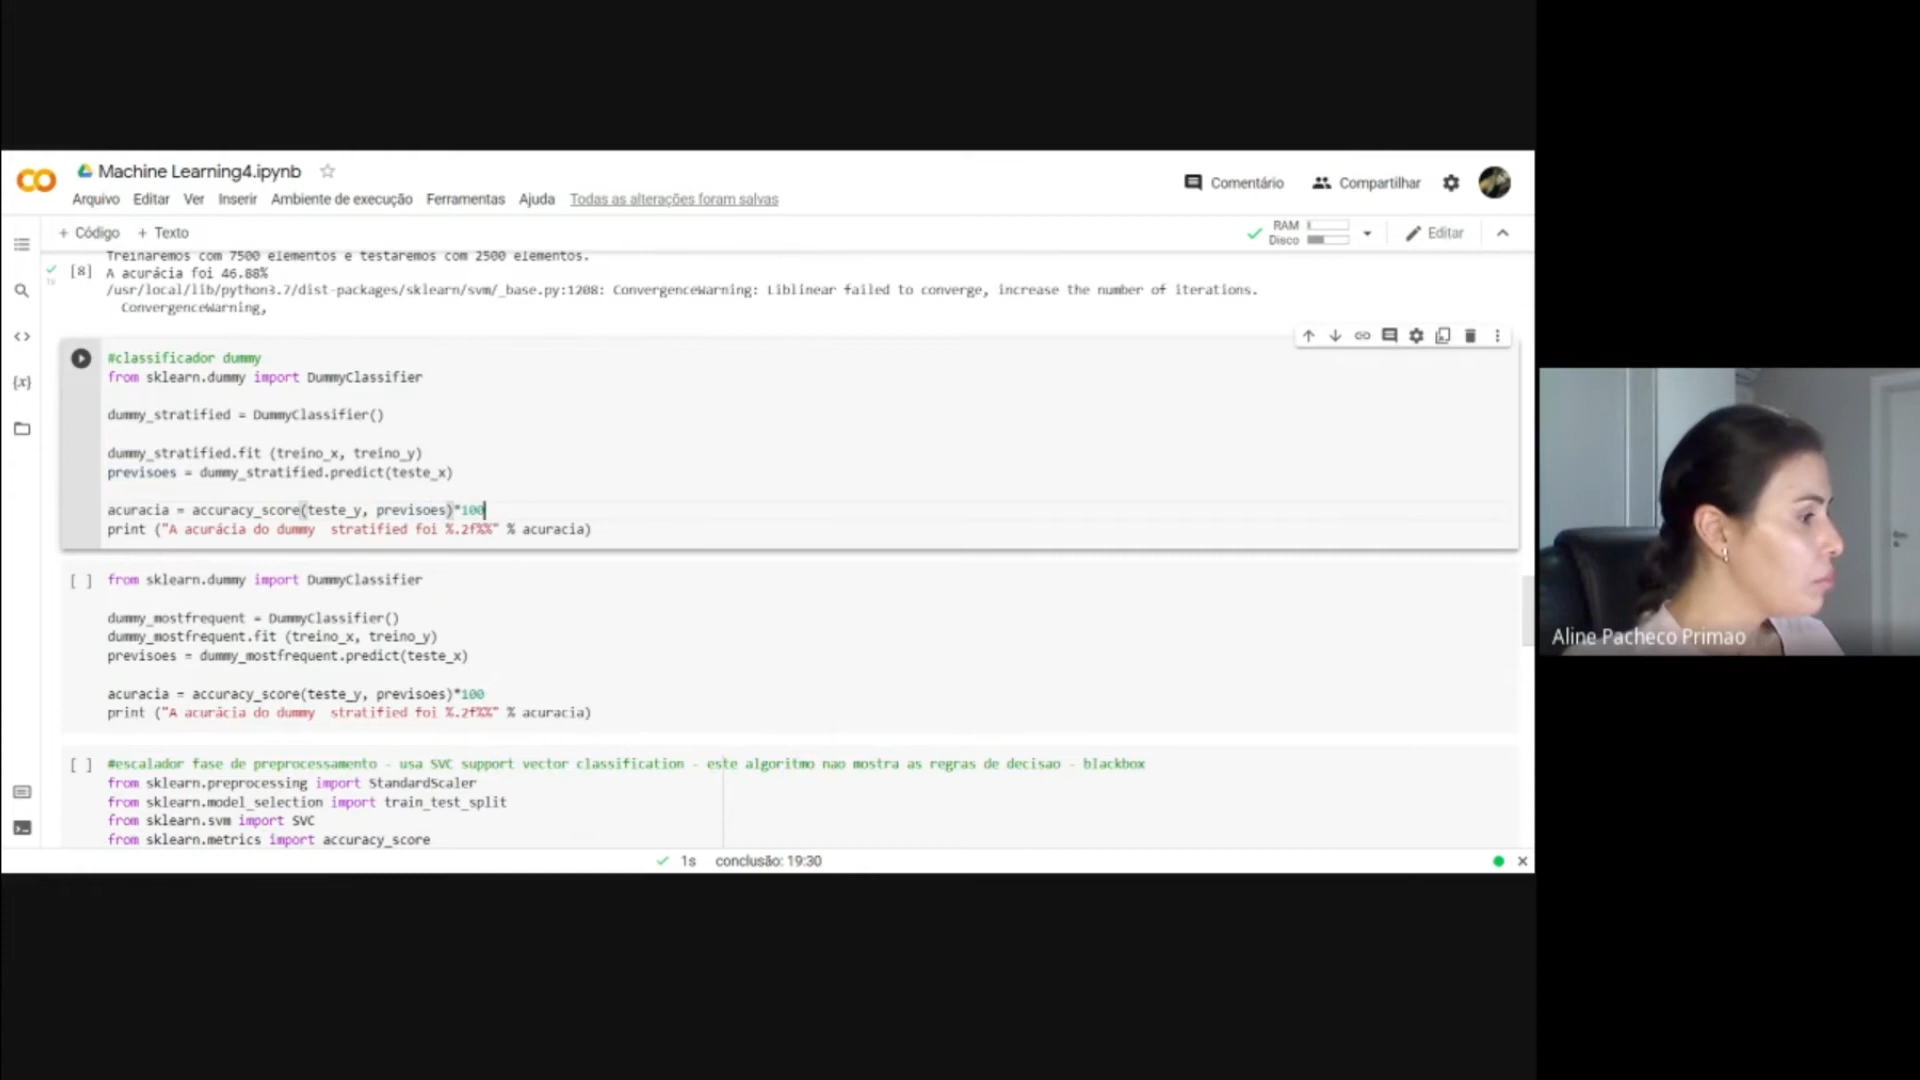 Machine Learning4.ipynb
Comentário
Compartilhar
Arquivo Editar Ver Inserir Ambiente de execução Ferramentas Ajuda Todas as alterações foram salvas
+ Código + Texto
RAM
Disco
Editar
Treinaremos com 7500 elementos e testaremos com 2500 elementos.
[8] A acurácia foi 46.88%
1s
/usr/local/lib/python3.7/dist-packages/sklearn/svm/_base.py:1208: ConvergenceWarning: Liblinear failed to converge, increase the number of iterations.
ConvergenceWarning,
#classificador dummy
from sklearn.dummy import DummyClassifier
dummy_stratified = DummyClassifier()
dummy_stratified.fit (treino_x, treino_y)
previsoes = dummy_stratified.predict(teste_x)
acuracia = accuracy_score(teste_y, previsoes)*100
print ("A acurácia do dummy  stratified foi %.2f%%" % acuracia)
[ ] from sklearn.dummy import DummyClassifier
dummy_mostfrequent = DummyClassifier()
dummy_mostfrequent.fit (treino_x, treino_y)
previsoes = dummy_mostfrequent.predict(teste_x)
acuracia = accuracy_score(teste_y, previsoes)*100
print ("A acurácia do dummy  stratified foi %.2f%%" % acuracia)
[ ] #escalador fase de preprocessamento - usa SVC support vector classification - este algoritmo nao mostra as regras de decisao - blackbox
from sklearn.preprocessing import StandardScaler
from sklearn.model_selection import train_test_split
from sklearn.svm import SVC
from sklearn.metrics import accuracy_score
1s conclusão: 19:30
Aline Pacheco Primao